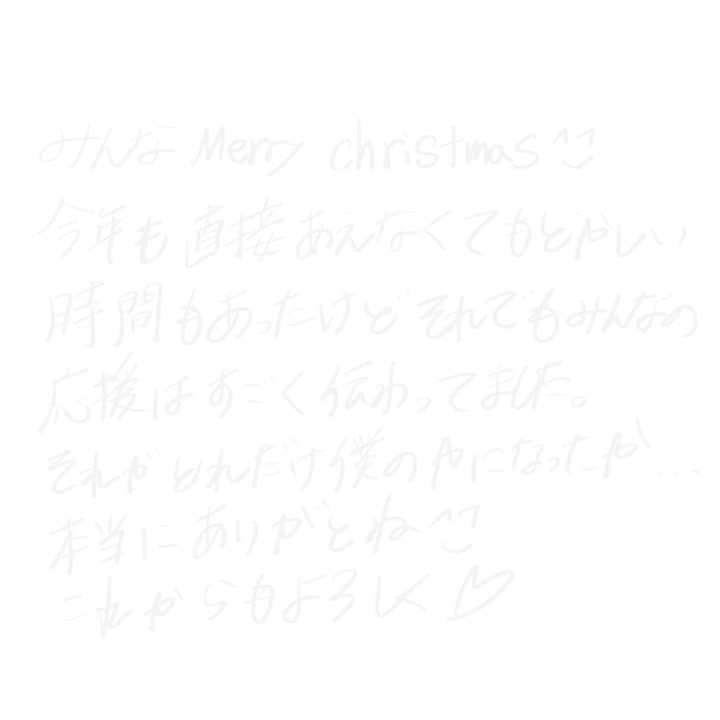 みんな Merry christmas ^^
今年も直接あえなくてもどかしい
時間もあったけど それでもみんなの
応援はすごく伝わってました。
それがどれだけ僕の力になったか....
本当にありがとね ^^
これからもよろしく♡